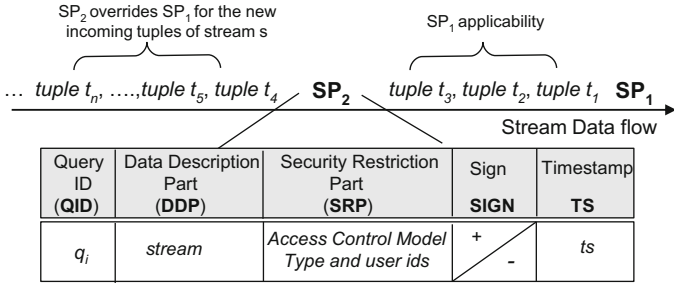 SP2 overrides SP1 for the new
incoming tuples of stream s
SP1 applicability
... tuple tn, ....,tuple t5, tuple t4 SP2 tuple t3, tuple t2, tuple t1 SP1
Stream Data flow
Query ID (QID)
Data Description Part (DDP)
Security Restriction Part (SRP)
Sign SIGN
Timestamp TS
qi
stream
Access Control Model
Type and user ids
+
-
ts